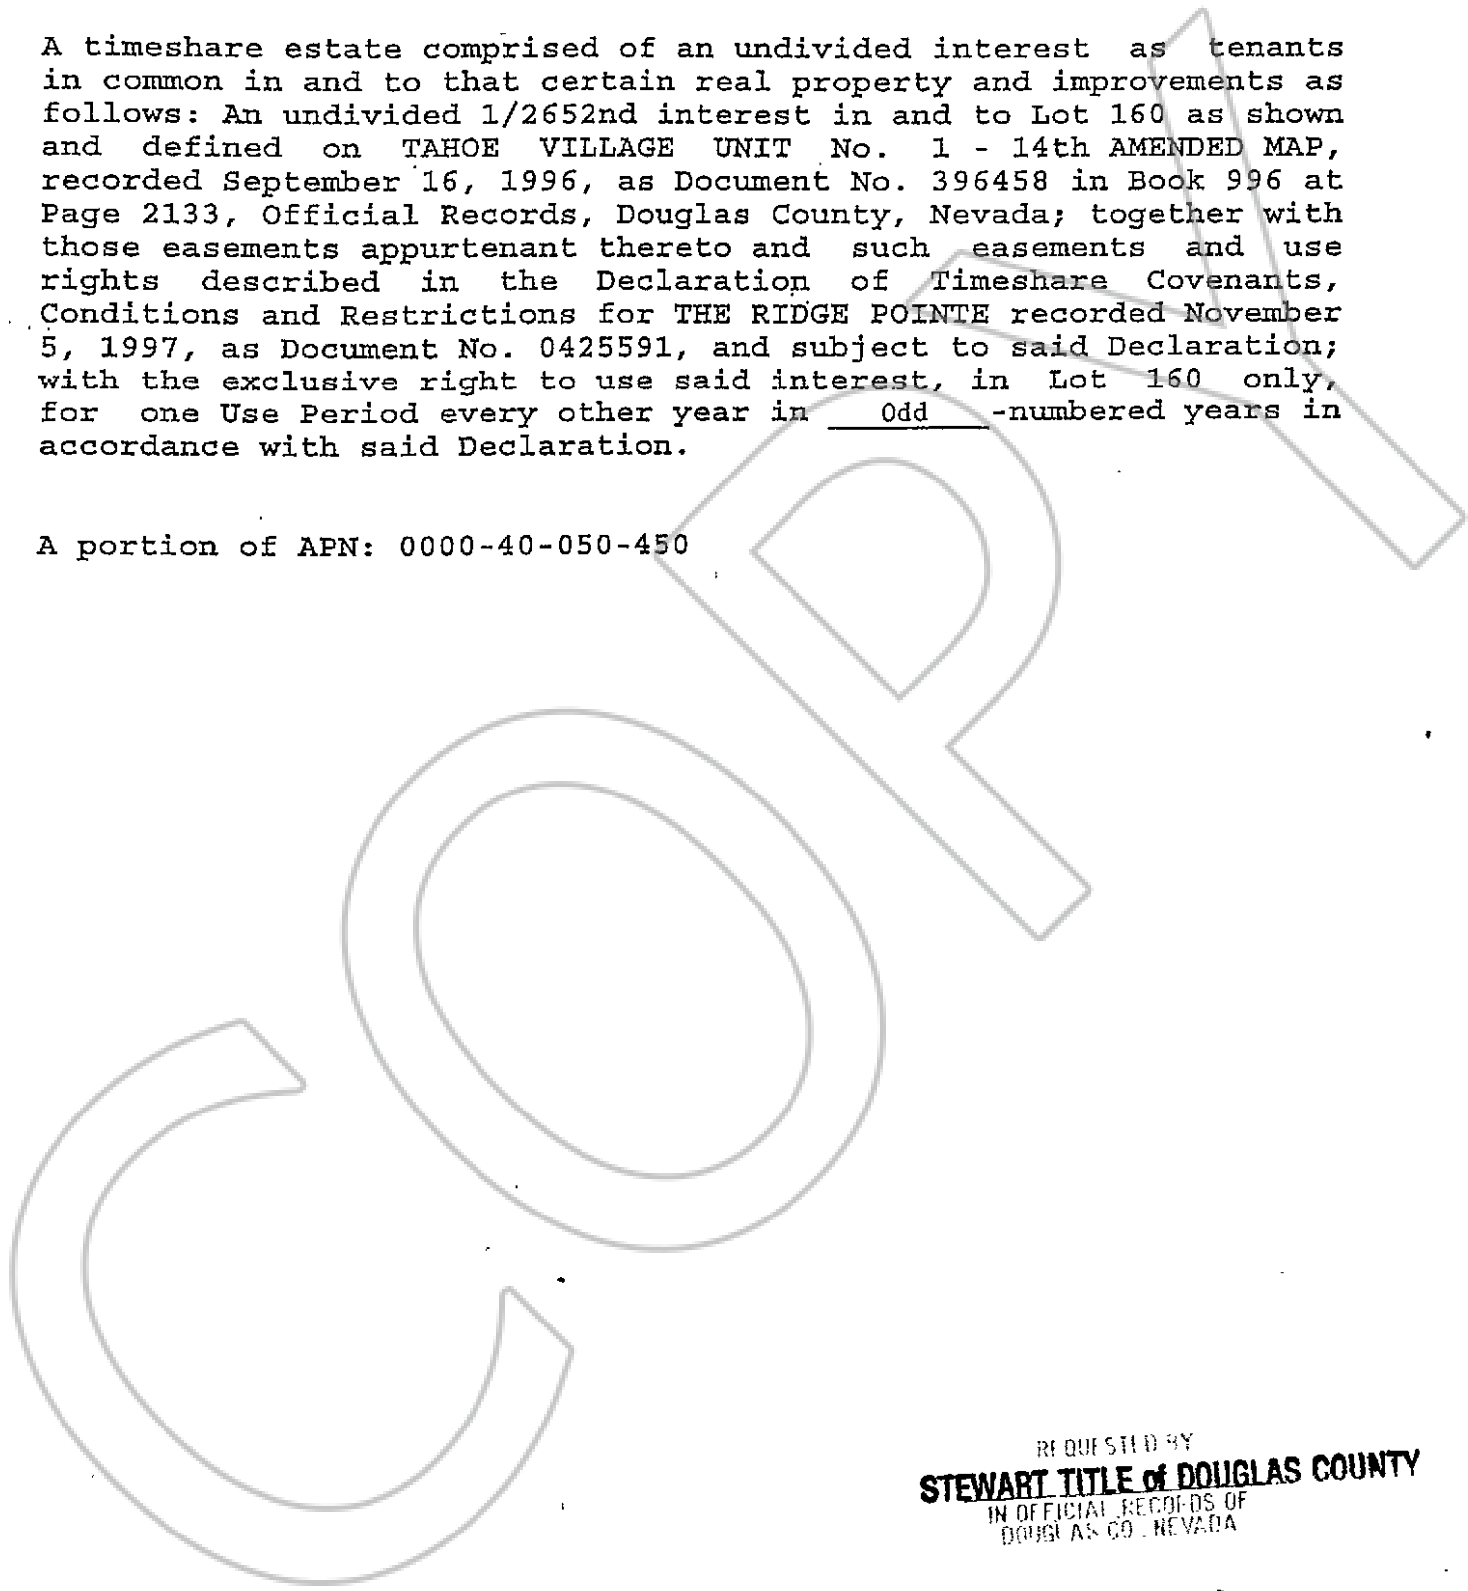 A timeshare estate comprised of an undivided interest as tenants
in common in and to that certain real property and improvements as
follows: An undivided 1/2652nd interest in and to Lot 160 as shown
and defined on TAHOE VILLAGE UNIT No. 1 - 14th AMENDED MAP,
recorded September 16, 1996, as Document No. 396458 in Book 996 at
Page 2133, Official Records, Douglas County, Nevada; together with
those easements appurtenant thereto and such easements and use
rights described in the Declaration of Timeshare Covenants,
Conditions and Restrictions for THE RIDGE POINTE recorded November
5, 1997, as Document No. 0425591, and subject to said Declaration;
with the exclusive right to use said interest, in Lot 160 only,
for one Use Period every other year in Odd -numbered years in
accordance with said Declaration.
A portion of APN: 0000-40-050-450
COPY
REQUESTED BY
STEWART TITLE of DOUGLAS COUNTY
IN OFFICIAL RECORDS OF
DOUGLAS CO. NEVADA